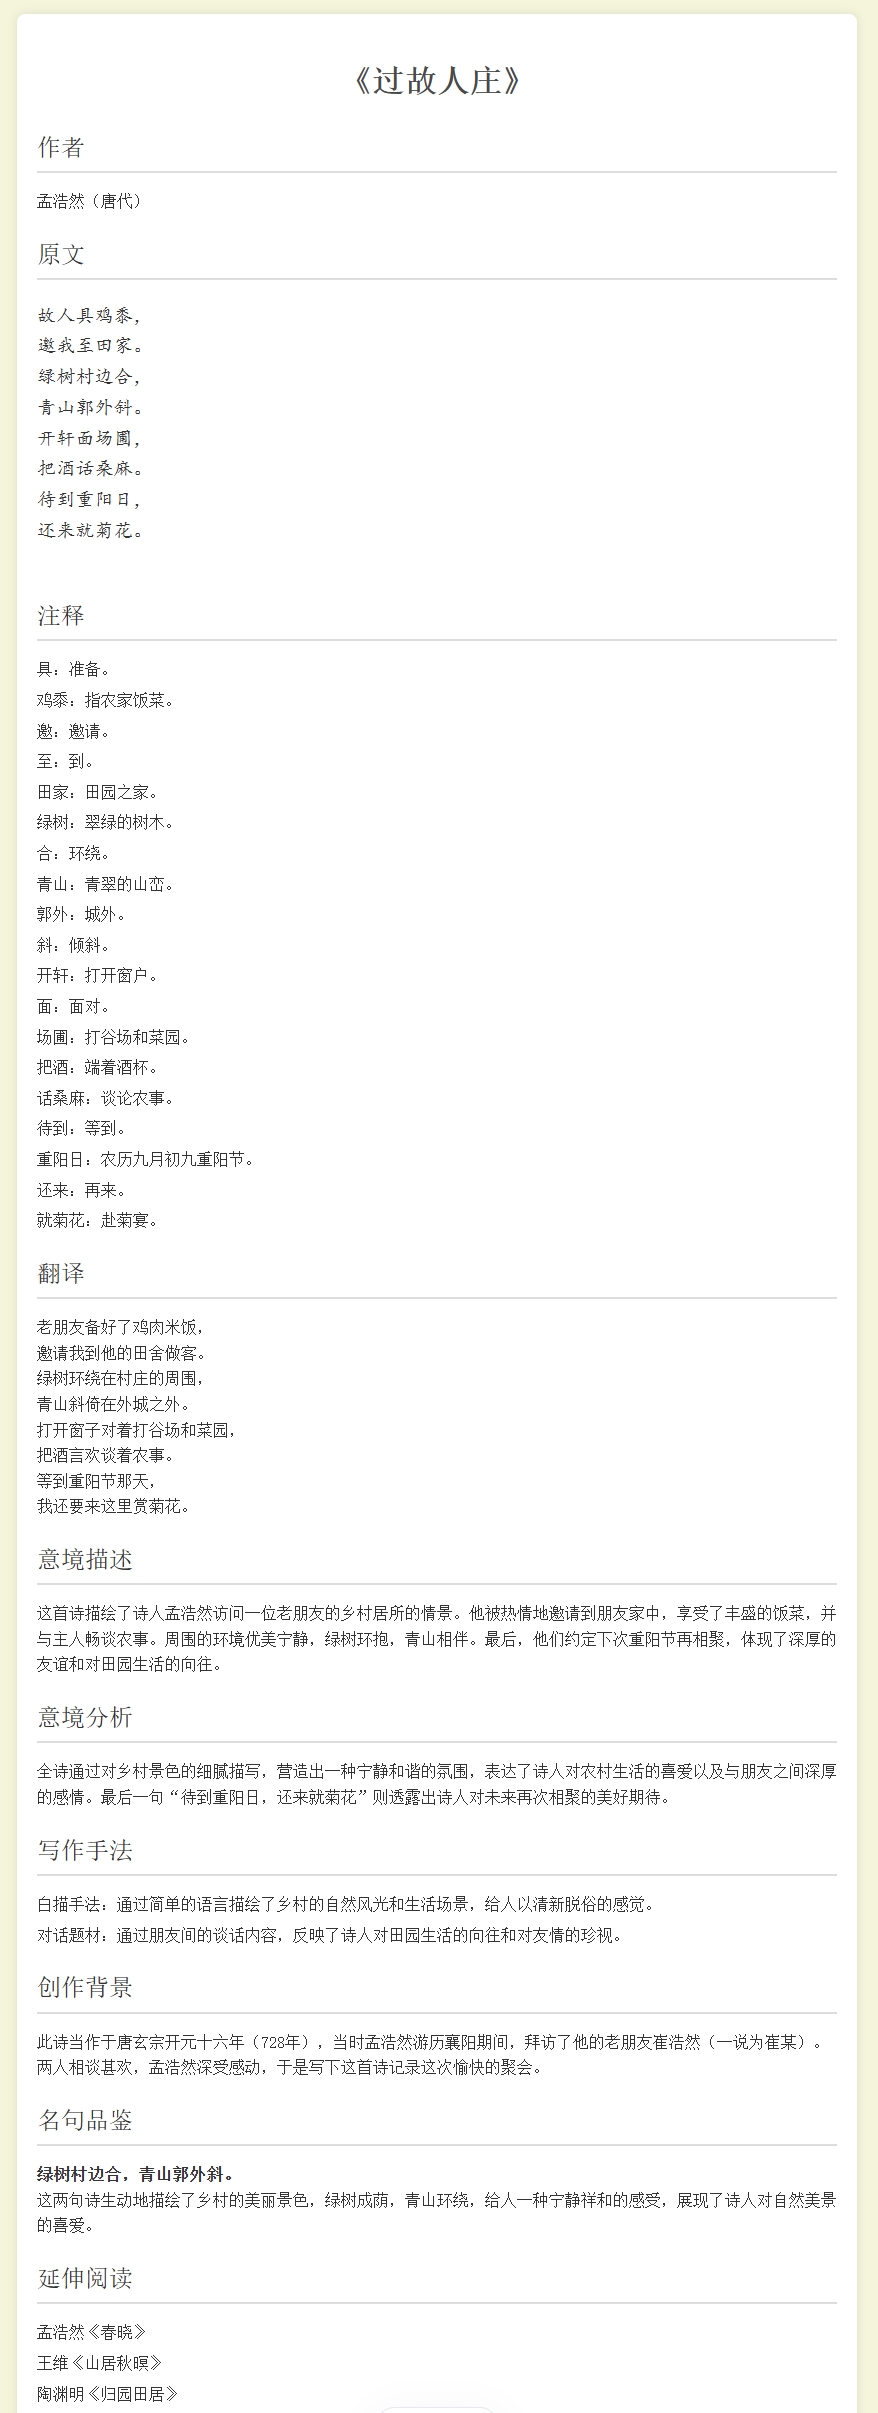 《过故人庄》
作者
孟浩然（唐代）
原文
故人具鸡黍，
邀我至田家。
绿树村边合，
青山郭外斜。
开轩面场圃，
把酒话桑麻。
待到重阳日，
还来就菊花。
注释
具：准备。
鸡黍：指农家饭菜。
邀：邀请。
至：到。
田家：田园之家。
绿树：翠绿的树木。
合：环绕。
青山：青翠的山峦。
郭外：城外。
斜：倾斜。
开轩：打开窗户。
面：面对。
场圃：打谷场和菜园。
把酒：端着酒杯。
话桑麻：谈论农事。
待到：等到。
重阳日：农历九月初九重阳节。
还来：再来。
就菊花：赴菊宴。
翻译
老朋友备好了鸡肉米饭，
邀请我到他的田舍做客。
绿树环绕在村庄的周围，
青山斜倚在外城之外。
打开窗子对着打谷场和菜园，
把酒言欢谈着农事。
等到重阳节那天，
我还要来这里赏菊花。
意境描述
这首诗描绘了诗人孟浩然访问一位老朋友的乡村居所的情景。他被热情地邀请到朋友家中，享受了丰盛的饭菜，并
与主人畅谈农事。周围的环境优美宁静，绿树环抱，青山相伴。最后，他们约定下次重阳节再相聚，体现了深厚的
友谊和对田园生活的向往。
意境分析
全诗通过对乡村景色的细腻描写，营造出一种宁静和谐的氛围，表达了诗人对农村生活的喜爱以及与朋友之间深厚
的感情。最后一句“待到重阳日，还来就菊花”则透露出诗人对未来再次相聚的美好期待。
写作手法
白描手法：通过简单的语言描绘了乡村的自然风光和生活场景，给人以清新脱俗的感觉。
对话题材：通过朋友间的谈话内容，反映了诗人对田园生活的向往和对友情的珍视。
创作背景
此诗当作于唐玄宗开元十六年（728年），当时孟浩然游历襄阳期间，拜访了他的老朋友崔浩然（一说为崔某）。
两人相谈甚欢，孟浩然深受感动，于是写下这首诗记录这次愉快的聚会。
名句品鉴
绿树村边合，青山郭外斜。
这两句诗生动地描绘了乡村的美丽景色，绿树成荫，青山环绕，给人一种宁静祥和的感受，展现了诗人对自然美景
的喜爱。
延伸阅读
孟浩然《春晓》
王维《山居秋暝》
陶渊明《归园田居》